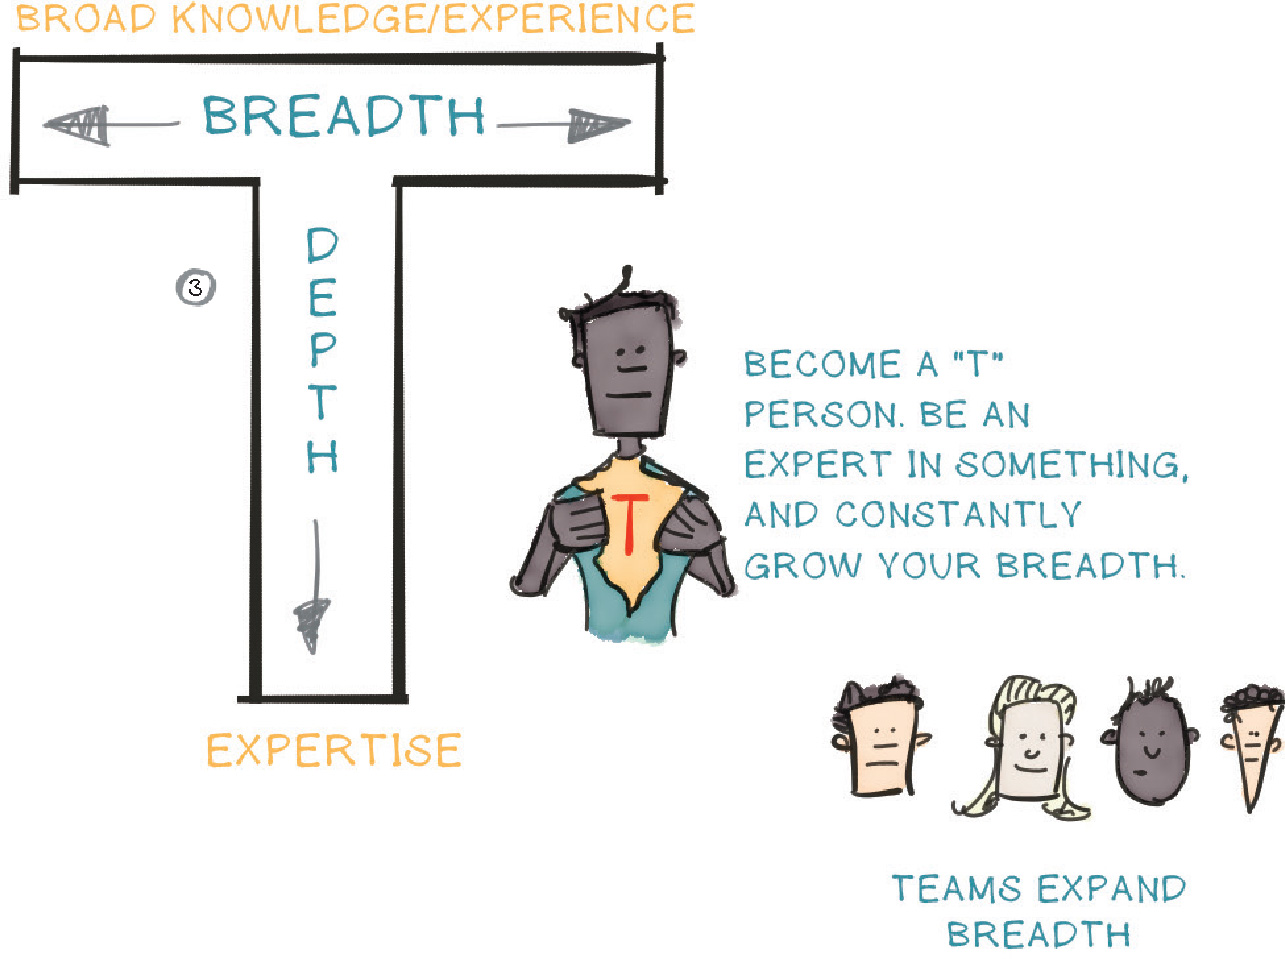 BROAD KNOWLEDGE/EXPERIENCE
BREADTH
DEPTH
3
T
BECOME A "T"
PERSON. BE AN
EXPERT IN SOMETHING,
AND CONSTANTLY
GROW YOUR BREADTH.
EXPERTISE
TEAMS EXPAND
BREADTH